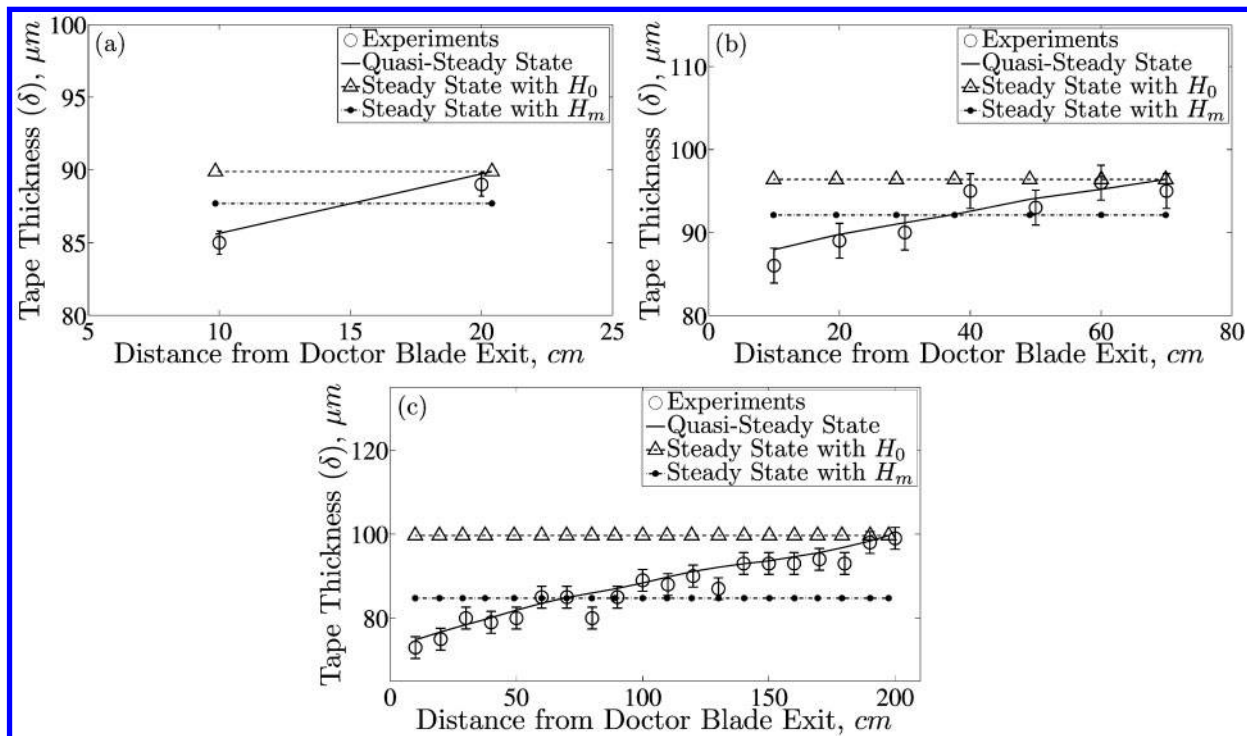 (a)
Experiments
Quasi-Steady State
Steady State with H₀
Steady State with Hₘ
Tape Thickness (δ), μm
100
95
90
85
80
5
10
15
20
25
Distance from Doctor Blade Exit, cm
(b)
Experiments
Quasi-Steady State
Steady State with H₀
Steady State with Hₘ
Tape Thickness (δ), μm
110
100
90
80
0
20
40
60
80
Distance from Doctor Blade Exit, cm
(c)
Experiments
Quasi-Steady State
Steady State with H₀
Steady State with Hₘ
Tape Thickness (δ), μm
120
100
80
0
50
100
150
200
Distance from Doctor Blade Exit, cm